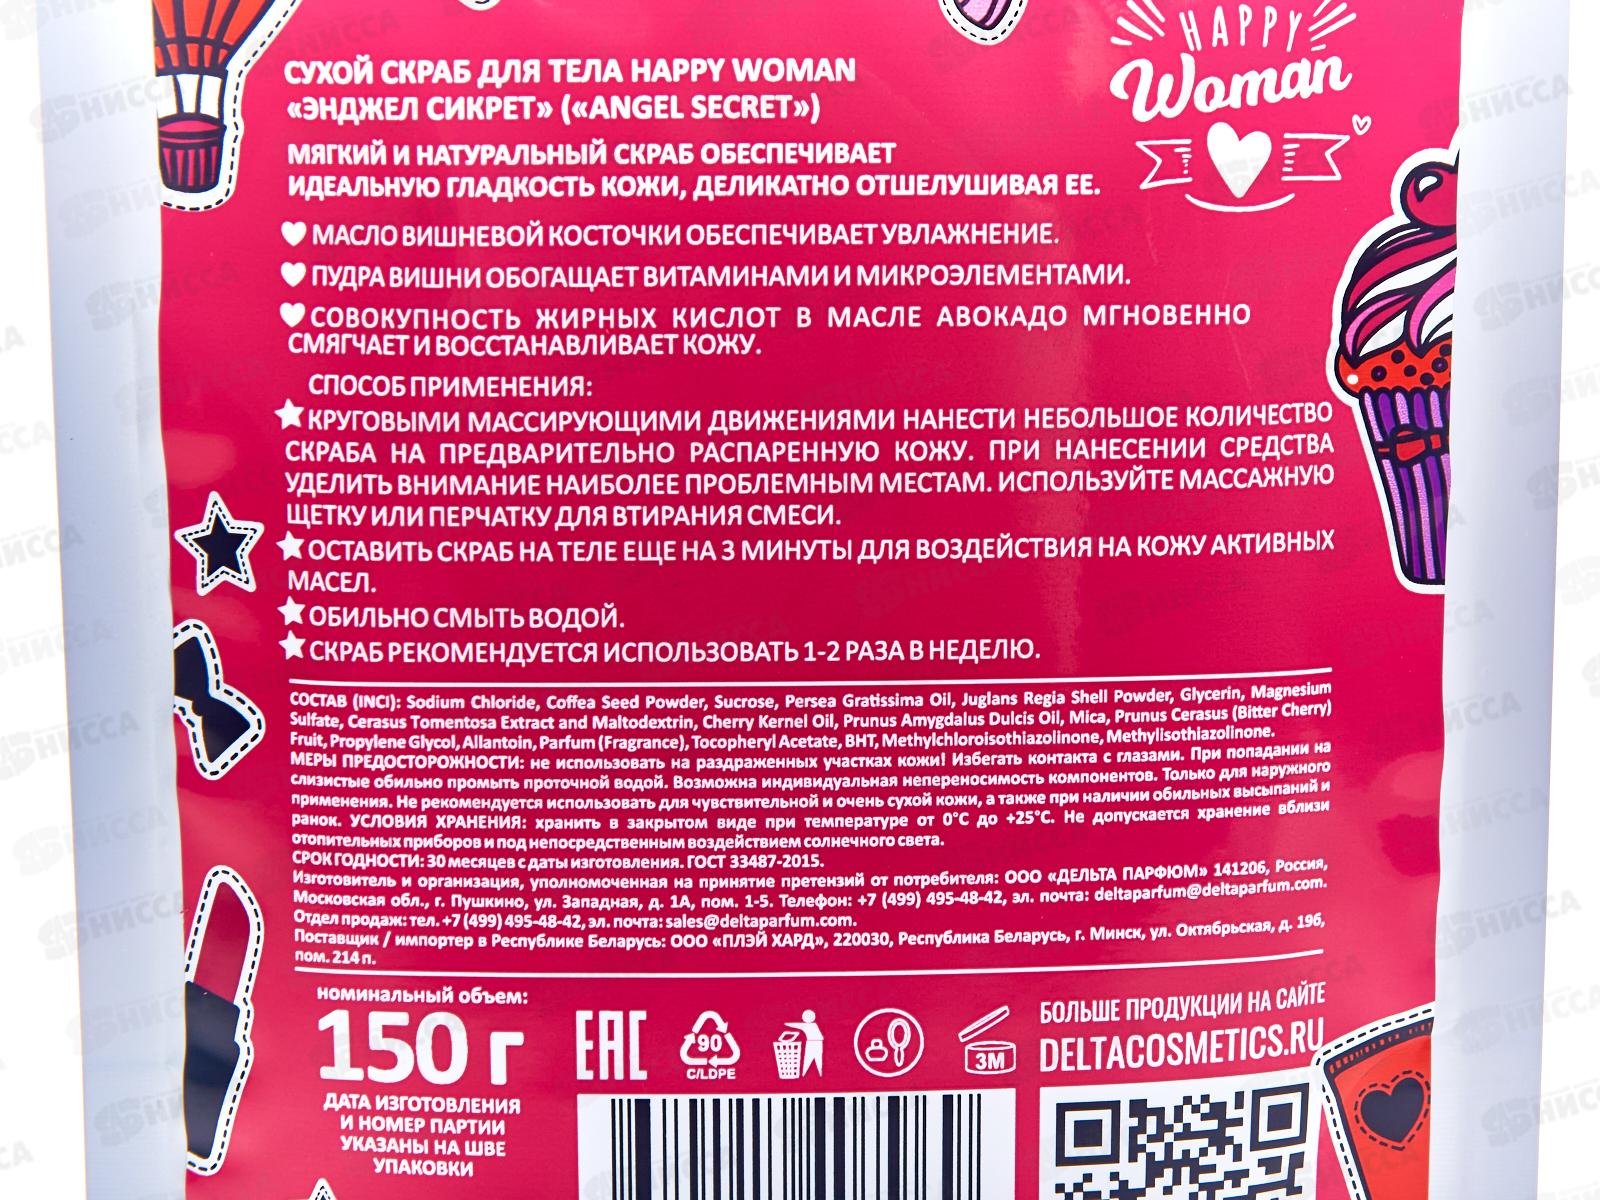 HAPPY
Woman
СУХОЙ СКРАБ ДЛЯ ТЕЛА HAPPY WOMAN
«ЭНДЖЕЛ СИКРЕТ» («ANGEL SECRET»)
МЯГКИЙ И НАТУРАЛЬНЫЙ СКРАБ ОБЕСПЕЧИВАЕТ
ИДЕАЛЬНУЮ ГЛАДКОСТЬ КОЖИ, ДЕЛИКАТНО ОТШЕЛУШИВАЯ ЕЕ.
МАСЛО ВИШНЕВОЙ КОСТОЧКИ ОБЕСПЕЧИВАЕТ УВЛАЖНЕНИЕ.
ПУДРА ВИШНИ ОБОГАЩАЕТ ВИТАМИНАМИ И МИКРОЭЛЕМЕНТАМИ.
СОВОКУПНОСТЬ ЖИРНЫХ КИСЛОТ В МАСЛЕ АВОКАДО МГНОВЕННО
СМЯГЧАЕТ И ВОССТАНАВЛИВАЕТ КОЖУ.
СПОСОБ ПРИМЕНЕНИЯ:
КРУГОВЫМИ МАССИРУЮЩИМИ ДВИЖЕНИЯМИ НАНЕСТИ НЕБОЛЬШОЕ КОЛИЧЕСТВО
СКРАБА НА ПРЕДВАРИТЕЛЬНО РАСПАРЕННУЮ КОЖУ. ПРИ НАНЕСЕНИИ СРЕДСТВА
УДЕЛИТЬ ВНИМАНИЕ НАИБОЛЕЕ ПРОБЛЕМНЫМ МЕСТАМ. ИСПОЛЬЗУЙТЕ МАССАЖНУЮ
ЩЕТКУ ИЛИ ПЕРЧАТКУ ДЛЯ ВТИРАНИЯ СМЕСИ.
ОСТАВИТЬ СКРАБ НА ТЕЛЕ ЕЩЕ НА 3 МИНУТЫ ДЛЯ ВОЗДЕЙСТВИЯ НА КОЖУ АКТИВНЫХ
МАСЕЛ.
ОБИЛЬНО СМЫТЬ ВОДОЙ.
СКРАБ РЕКОМЕНДУЕТСЯ ИСПОЛЬЗОВАТЬ 1-2 РАЗА В НЕДЕЛЮ.
СОСТАВ (INCI): Sodium Chloride, Coffea Seed Powder, Sucrose, Persea Gratissima Oil, Juglans Regia Shell Powder, Glycerin, Magnesium
Sulfate, Cerasus Tomentosa Extract and Maltodextrin, Cherry Kernel Oil, Prunus Amygdalus Dulcis Oil, Mica, Prunus Cerasus (Bitter Cherry)
Fruit, Propylene Glycol, Allantoin, Parfum (Fragrance), Tocopheryl Acetate, BHT, Methylchloroisothiazolinone, Methylisothiazolinone.
МЕРЫ ПРЕДОСТОРОЖНОСТИ: не использовать на раздраженных участках кожи! Избегать контакта с глазами. При попадании на
слизистые обильно промыть проточной водой. Возможна индивидуальная непереносимость компонентов. Только для наружного
применения. Не рекомендуется использовать для чувствительной и очень сухой кожи, а также при наличии обильных высыпаний и
ранок. УСЛОВИЯ ХРАНЕНИЯ: хранить в закрытом виде при температуре от 0°С до +25°С. Не допускается хранение вблизи
отопительных приборов и под непосредственным воздействием солнечного света.
СРОК ГОДНОСТИ: 30 месяцев с даты изготовления. ГОСТ 33487-2015.
Изготовитель и организация, уполномоченная на принятие претензий от потребителя: ООО «ДЕЛЬТА ПАРФЮМ» 141206, Россия,
Московская обл., г. Пушкино, ул. Западная, д. 1А, пом. 1-5. Телефон: +7 (499) 495-48-42, эл. почта: deltaparfum@deltaparfum.com.
Отдел продаж: тел. +7 (499) 495-48-42, эл. почта: sales@deltaparfum.com.
Поставщик / импортер в Республике Беларусь: ООО «ПЛЭЙ ХАРД», 220030, Республика Беларусь, г. Минск, ул. Октябрьская, д. 19б,
пом. 214 п.
номинальный объем:
150 г
ДАТА ИЗГОТОВЛЕНИЯ
И НОМЕР ПАРТИИ
УКАЗАНЫ НА ШВЕ
УПАКОВКИ
EAC
90
C/LDPE
3М
БОЛЬШЕ ПРОДУКЦИИ НА САЙТЕ
DELTACOSMETICS.RU
НИССА